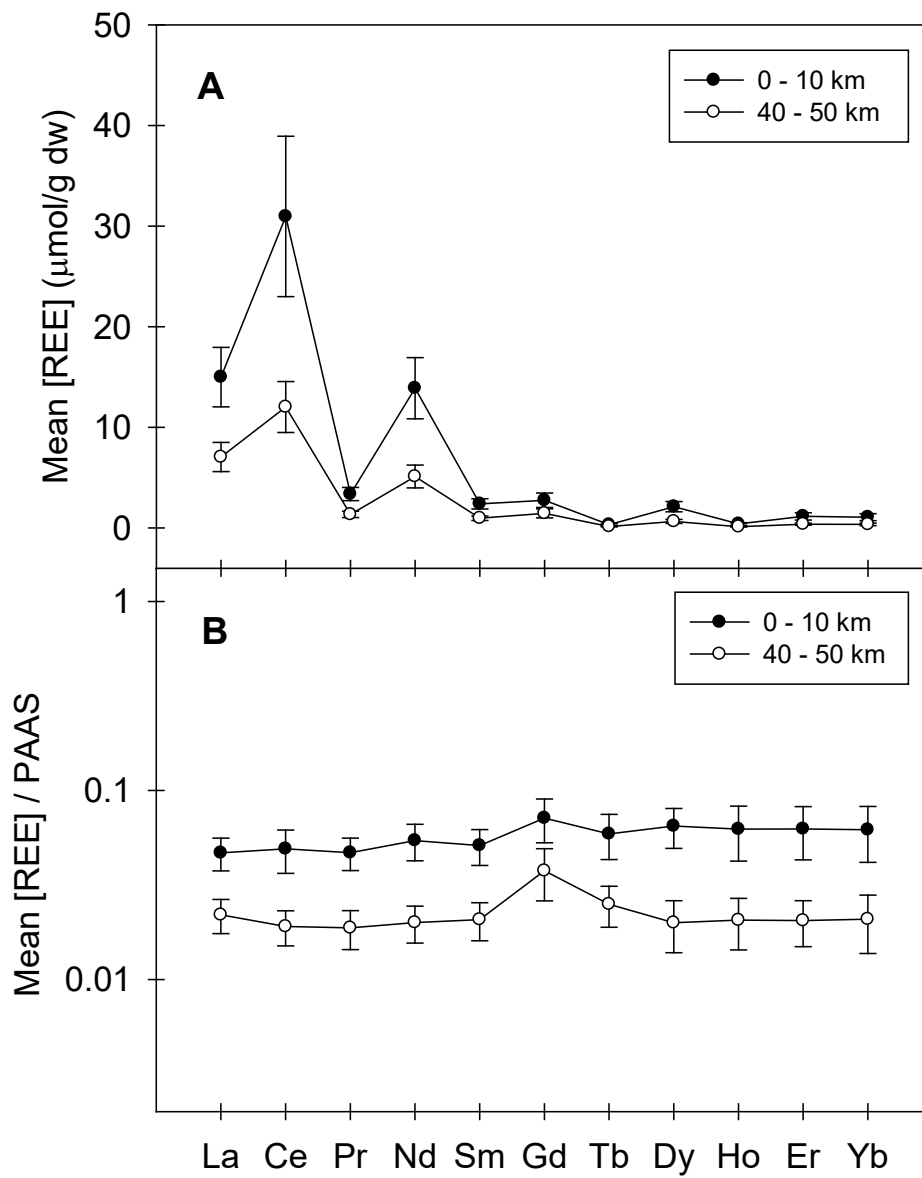 50
40
30
20
10
0
Mean [REE] (μmol/g dw)
A
0 - 10 km
40 - 50 km
1
0.1
0.01
Mean [REE] / PAAS
B
0 - 10 km
40 - 50 km
La Ce Pr Nd Sm Gd Tb Dy Ho Er Yb